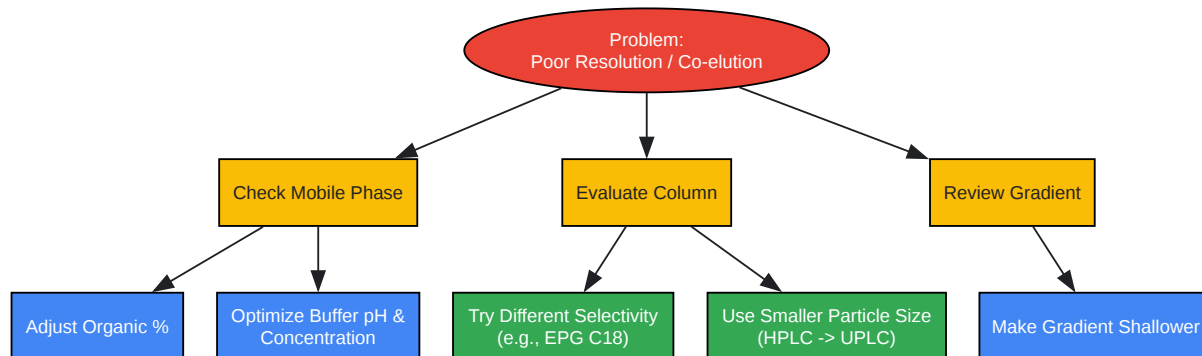 Problem:
Poor Resolution / Co-elution
Check Mobile Phase
Evaluate Column
Review Gradient
Adjust Organic %
Optimize Buffer pH &
Concentration
Try Different Selectivity
(e.g., EPG C18)
Use Smaller Particle Size
(HPLC -> UPLC)
Make Gradient Shallower